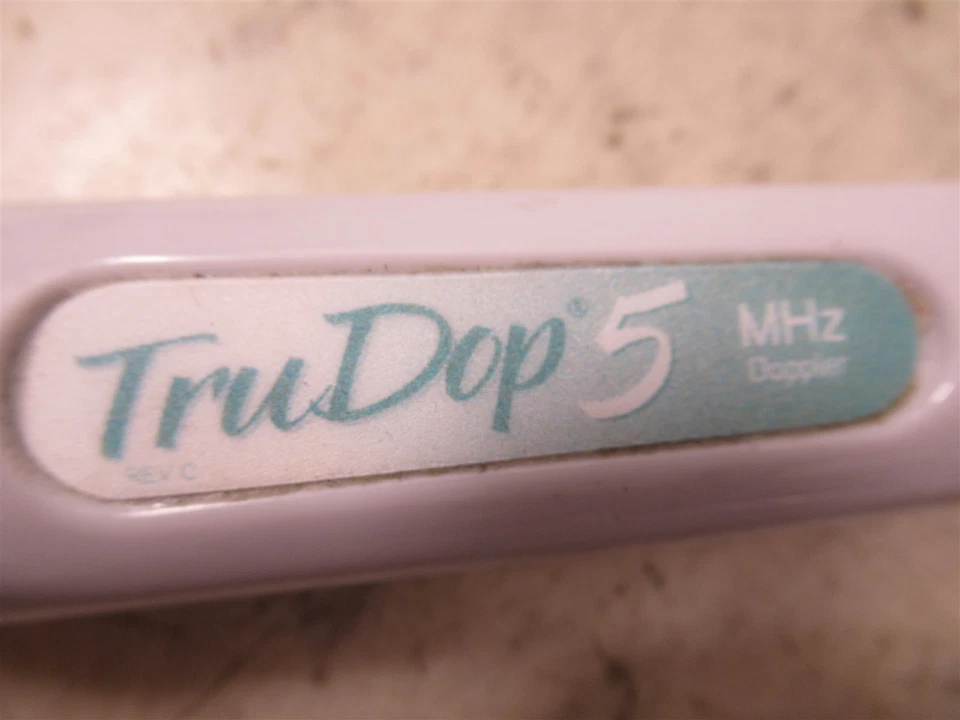 TruDop® 5 MHz
Doppler
REV C